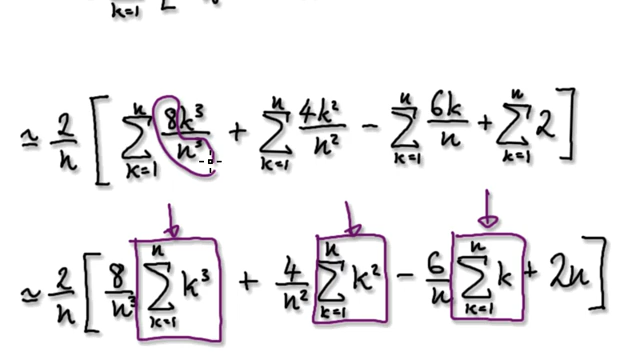 k=1
≃ 2/n [ ∑_{k=1}^{n} 8k³/n³ + ∑_{k=1}^{n} 4k²/n² − ∑_{k=1}^{n} 6k/n + ∑_{k=1}^{n} 2 ]
≃ 2/n [ 8/n³ ∑_{k=1}^{n} k³ + 4/n² ∑_{k=1}^{n} k² − 6/n ∑_{k=1}^{n} k + 2n ]